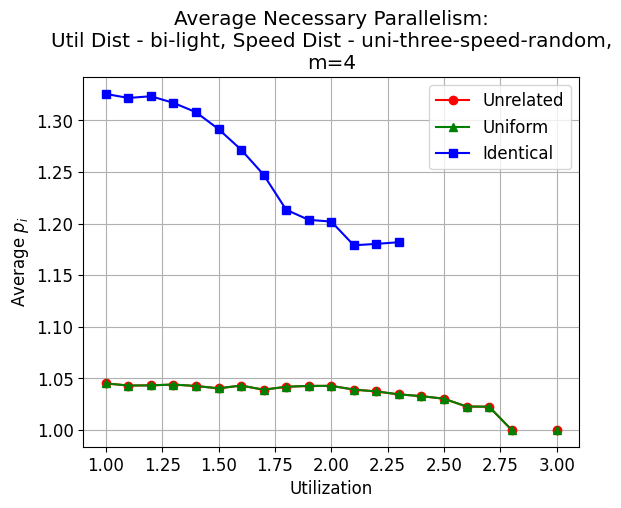 Average Necessary Parallelism:
Util Dist - bi-light, Speed Dist - uni-three-speed-random,
m=4
Unrelated
Uniform
Identical
Average p_i
1.30
1.25
1.20
1.15
1.10
1.05
1.00
1.00 1.25 1.50 1.75 2.00 2.25 2.50 2.75 3.00
Utilization